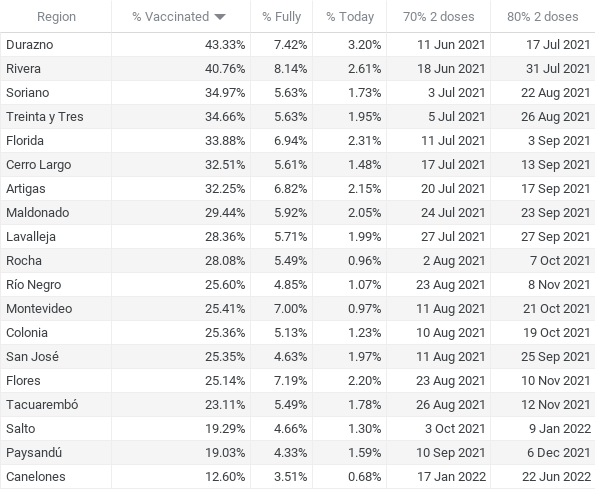 Region % Vaccinated % Fully % Today 70% 2 doses 80% 2 doses
Durazno 43.33% 7.42% 3.20% 11 Jun 2021 17 Jul 2021
Rivera 40.76% 8.14% 2.61% 18 Jun 2021 31 Jul 2021
Soriano 34.97% 5.63% 1.73% 3 Jul 2021 22 Aug 2021
Treinta y Tres 34.66% 5.63% 1.95% 5 Jul 2021 26 Aug 2021
Florida 33.88% 6.94% 2.31% 11 Jul 2021 3 Sep 2021
Cerro Largo 32.51% 5.61% 1.48% 17 Jul 2021 13 Sep 2021
Artigas 32.25% 6.82% 2.15% 20 Jul 2021 17 Sep 2021
Maldonado 29.44% 5.92% 2.05% 24 Jul 2021 23 Sep 2021
Lavalleja 28.36% 5.71% 1.99% 27 Jul 2021 27 Sep 2021
Rocha 28.08% 5.49% 0.96% 2 Aug 2021 7 Oct 2021
Río Negro 25.60% 4.85% 1.07% 23 Aug 2021 8 Nov 2021
Montevideo 25.41% 7.00% 0.97% 11 Aug 2021 21 Oct 2021
Colonia 25.36% 5.13% 1.23% 10 Aug 2021 19 Oct 2021
San José 25.35% 4.63% 1.97% 11 Aug 2021 25 Sep 2021
Flores 25.14% 7.19% 2.20% 23 Aug 2021 10 Nov 2021
Tacuarembó 23.11% 5.49% 1.78% 26 Aug 2021 12 Nov 2021
Salto 19.29% 4.66% 1.30% 3 Oct 2021 9 Jan 2022
Paysandú 19.03% 4.33% 1.59% 10 Sep 2021 6 Dec 2021
Canelones 12.60% 3.51% 0.68% 17 Jan 2022 22 Jun 2022